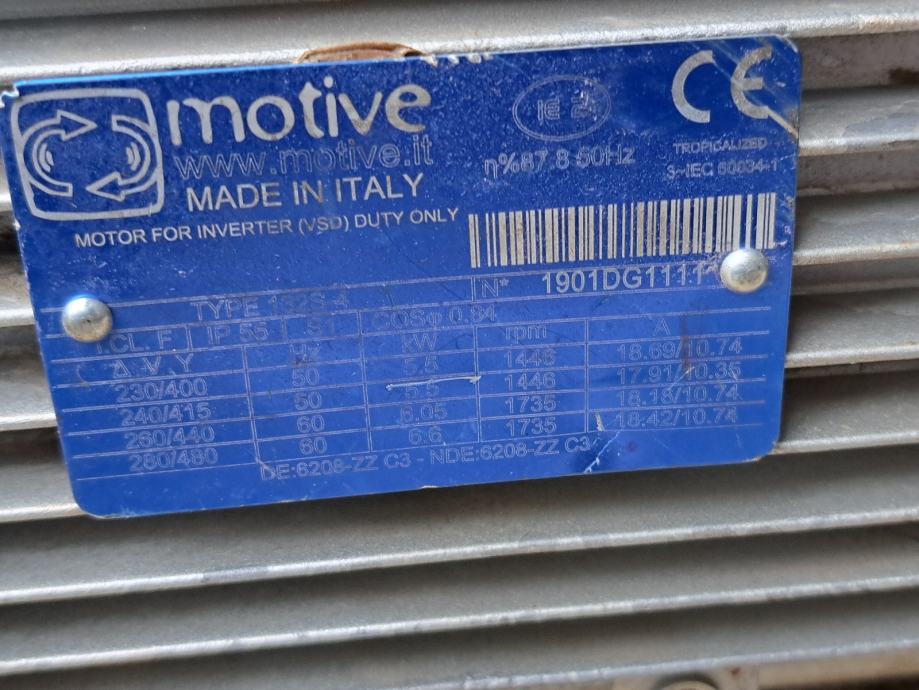 motive
www.motive.it
MADE IN ITALY
MOTOR FOR INVERTER (VSD) DUTY ONLY
η%87.8 50Hz
CE
TROPICALIZED
3~IEC 60034-1
TYPE 132S-4 N° 1901DG1111
I.CL. F IP 55 S1 COSφ 0.84
Δ V Y Hz kW rpm A
230/400 50 5.5 1446 18.69/10.74
240/415 50 5.5 1446 17.91/10.35
260/440 60 6.05 1735 18.18/10.74
280/480 60 6.6 1735 18.42/10.74
DE:6208-ZZ C3 - NDE:6208-ZZ C3